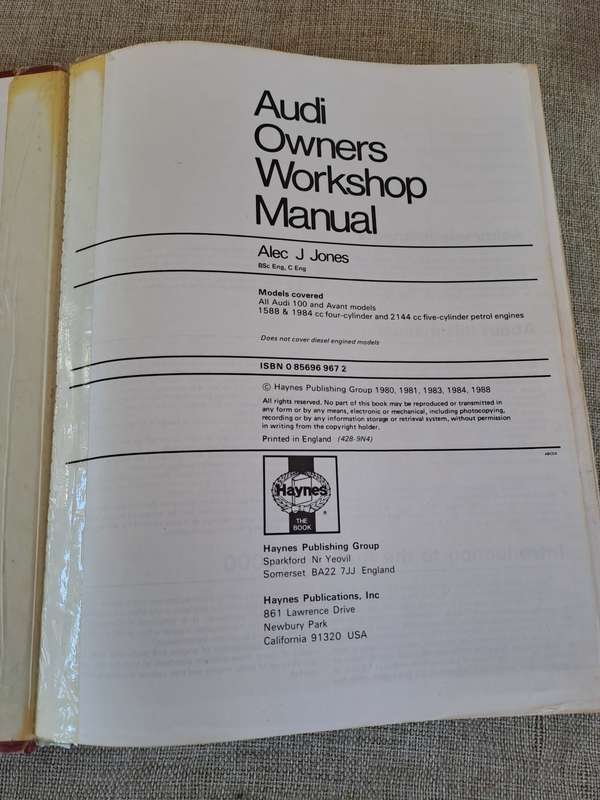 Audi
Owners
Workshop
Manual
Alec J Jones
BSc Eng, C Eng
Models covered
All Audi 100 and Avant models
1588 & 1984 cc four-cylinder and 2144 cc five-cylinder petrol engines
Does not cover diesel engined models
ISBN 0 85696 967 2
© Haynes Publishing Group 1980, 1981, 1983, 1984, 1988
All rights reserved. No part of this book may be reproduced or transmitted in
any form or by any means, electronic or mechanical, including photocopying,
recording or by any information storage or retrieval system, without permission
in writing from the copyright holder.
Printed in England (428-9N4)
Haynes
®
THE
BOOK
Haynes Publishing Group
Sparkford Nr Yeovil
Somerset BA22 7JJ England
Haynes Publications, Inc
861 Lawrence Drive
Newbury Park
California 91320 USA